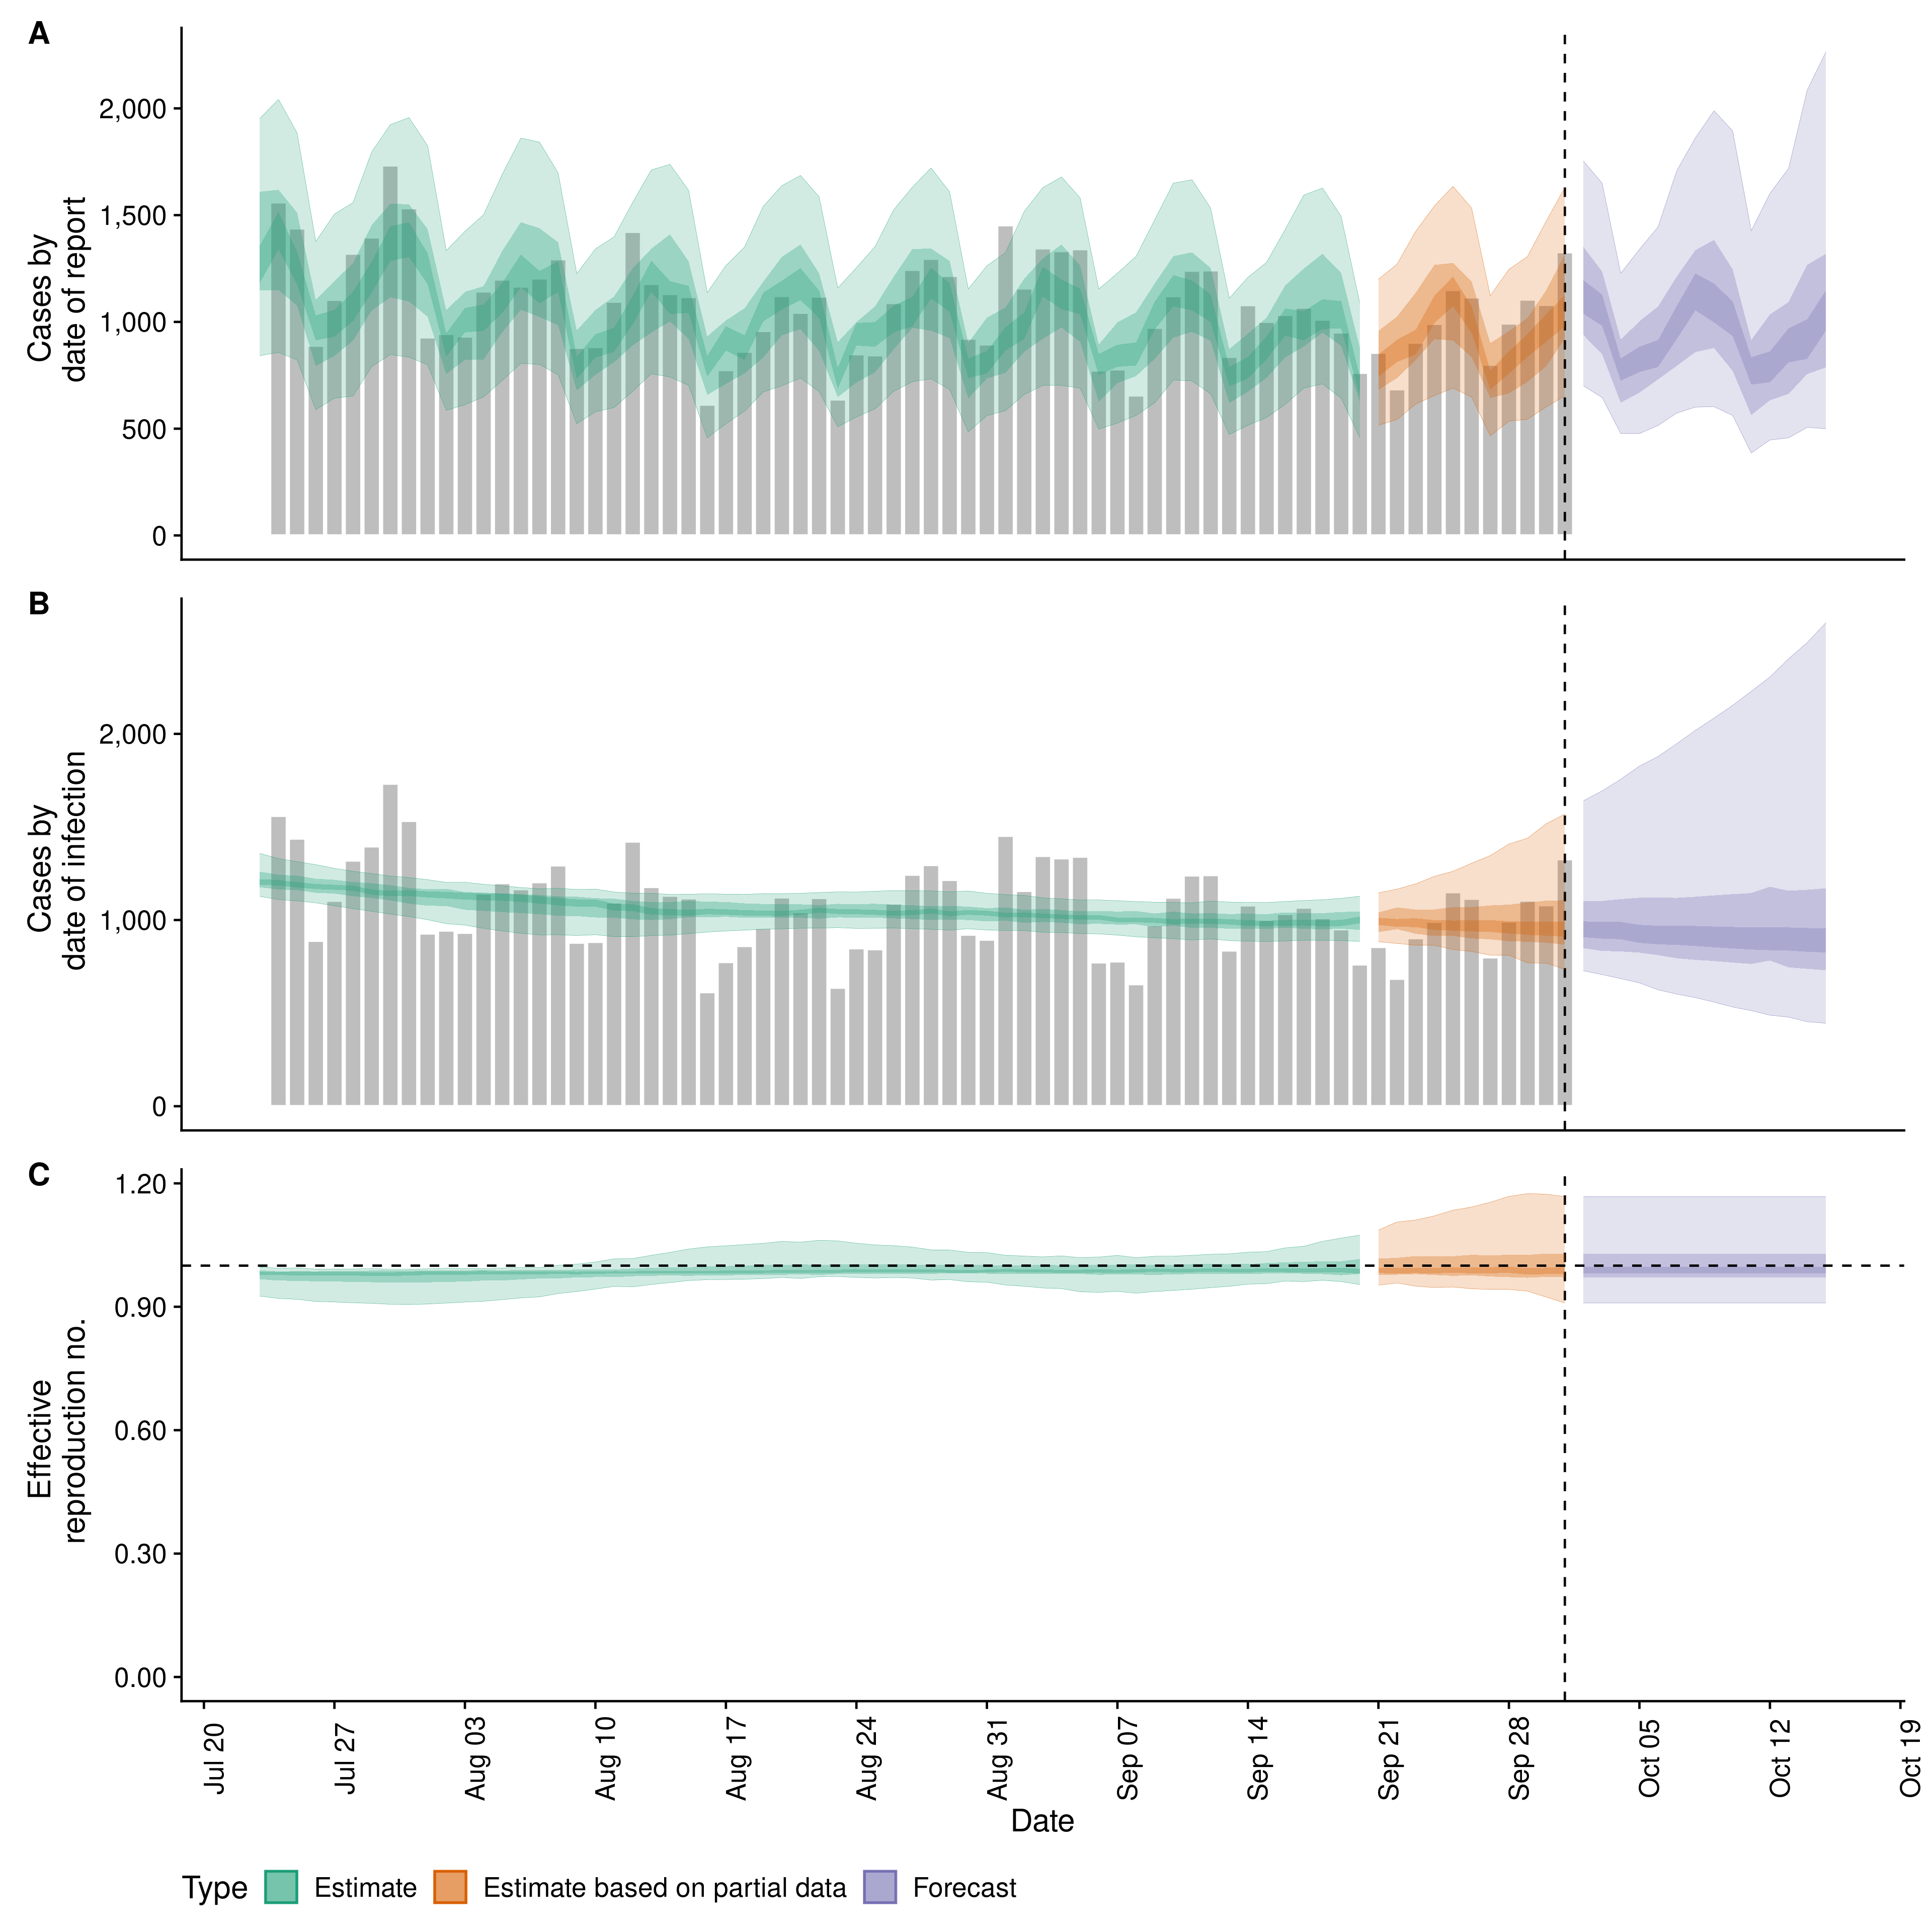 A
Cases by
date of report
2,000
1,500
1,000
500
0
B
Cases by
date of infection
2,000
1,000
0
C
Effective
reproduction no.
1.20
0.90
0.60
0.30
0.00
Jul 20
Jul 27
Aug 03
Aug 10
Aug 17
Aug 24
Aug 31
Sep 07
Sep 14
Sep 21
Sep 28
Oct 05
Oct 12
Oct 19
Date
Type Estimate Estimate based on partial data Forecast